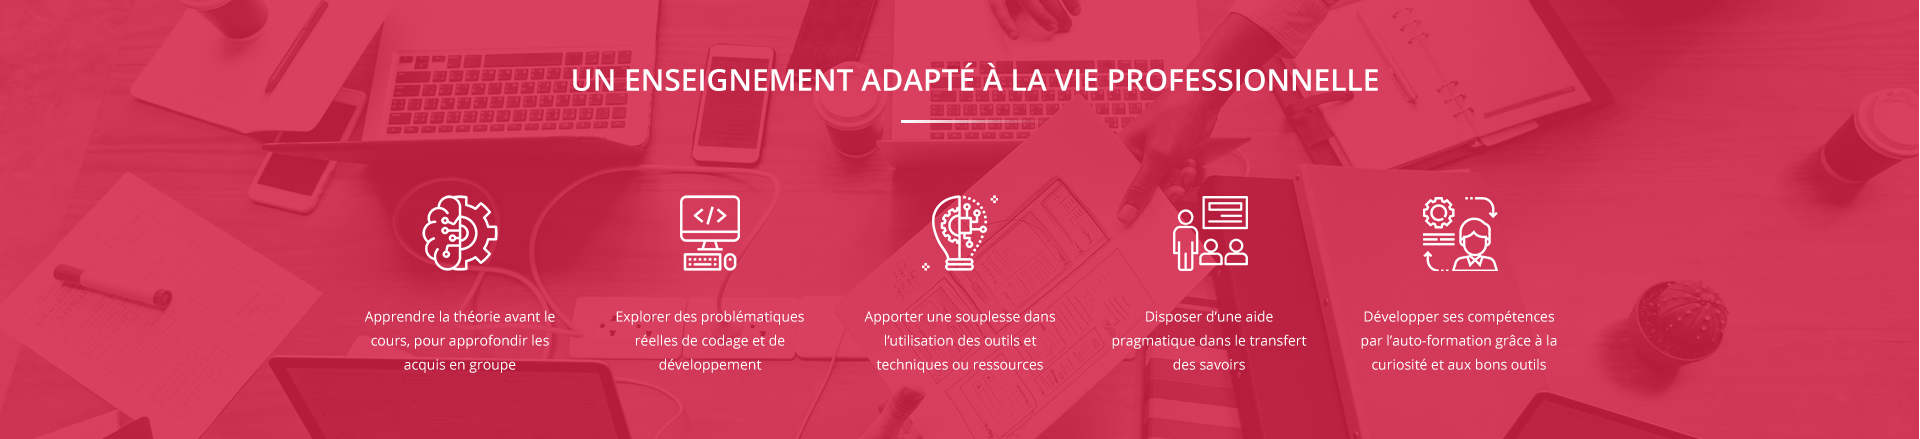 UN ENSEIGNEMENT ADAPTÉ À LA VIE PROFESSIONNELLE
Apprendre la théorie avant le
cours, pour approfondir les
acquis en groupe
Explorer des problématiques
réelles de codage et de
développement
Apporter une souplesse dans
l’utilisation des outils et
techniques ou ressources
Disposer d’une aide
pragmatique dans le transfert
des savoirs
Développer ses compétences
par l’auto-formation grâce à la
curiosité et aux bons outils